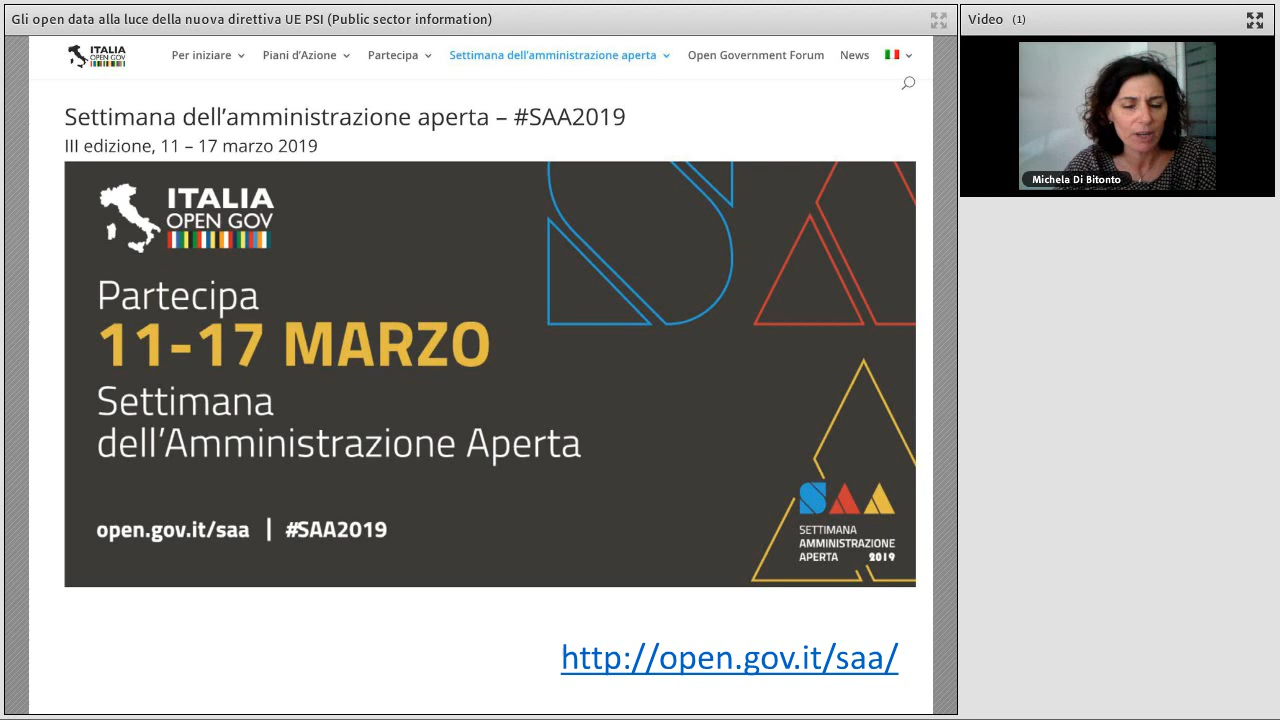 Gli open data alla luce della nuova direttiva UE PSI (Public sector information)
Video (1)
ITALIA
OPEN GOV
Per iniziare
Piani d'Azione
Partecipa
Settimana dell'amministrazione aperta
Open Government Forum
News
Settimana dell'amministrazione aperta – #SAA2019
III edizione, 11 – 17 marzo 2019
ITALIA
OPEN GOV
Partecipa
11-17 MARZO
Settimana
dell'Amministrazione Aperta
open.gov.it/saa | #SAA2019
SAA
SETTIMANA
AMMINISTRAZIONE
APERTA 2019
http://open.gov.it/saa/
Michela Di Bitonto